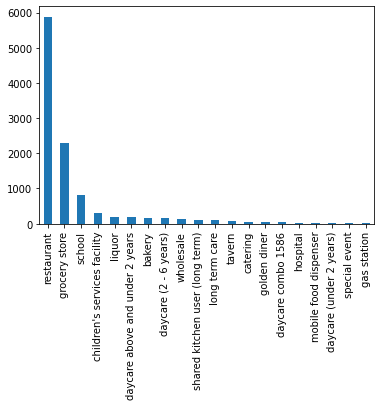 6000
5000
4000
3000
2000
1000
0
restaurant
grocery store
school
children's services facility
liquor
daycare above and under 2 years
bakery
daycare (2 - 6 years)
wholesale
shared kitchen user (long term)
long term care
tavern
catering
golden diner
daycare combo 1586
hospital
mobile food dispenser
daycare (under 2 years)
special event
gas station